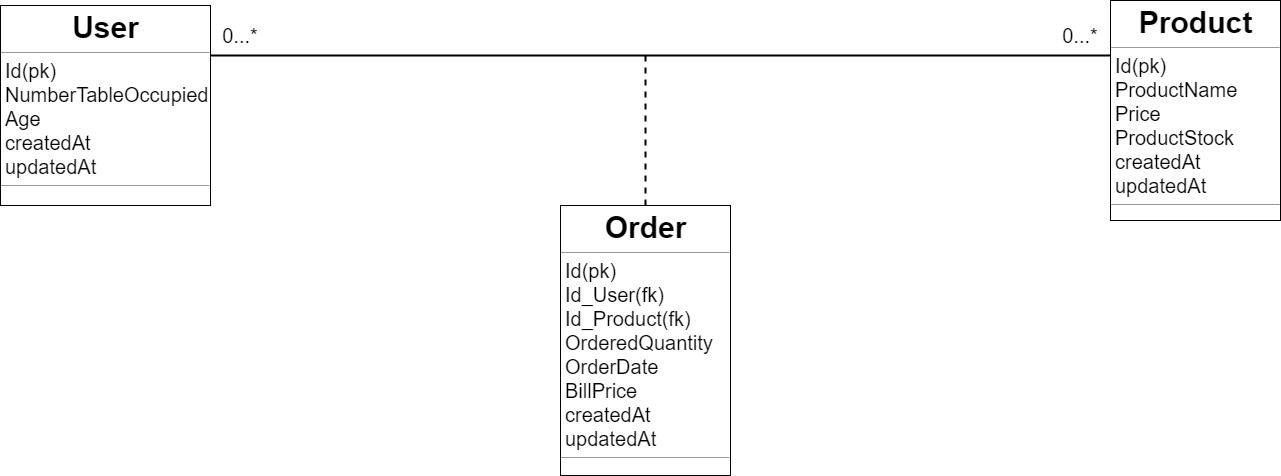 User
Id(pk)
NumberTableOccupied
Age
createdAt
updatedAt
0...*
0...*
Product
Id(pk)
ProductName
Price
ProductStock
createdAt
updatedAt
Order
Id(pk)
Id_User(fk)
Id_Product(fk)
OrderedQuantity
OrderDate
BillPrice
createdAt
updatedAt